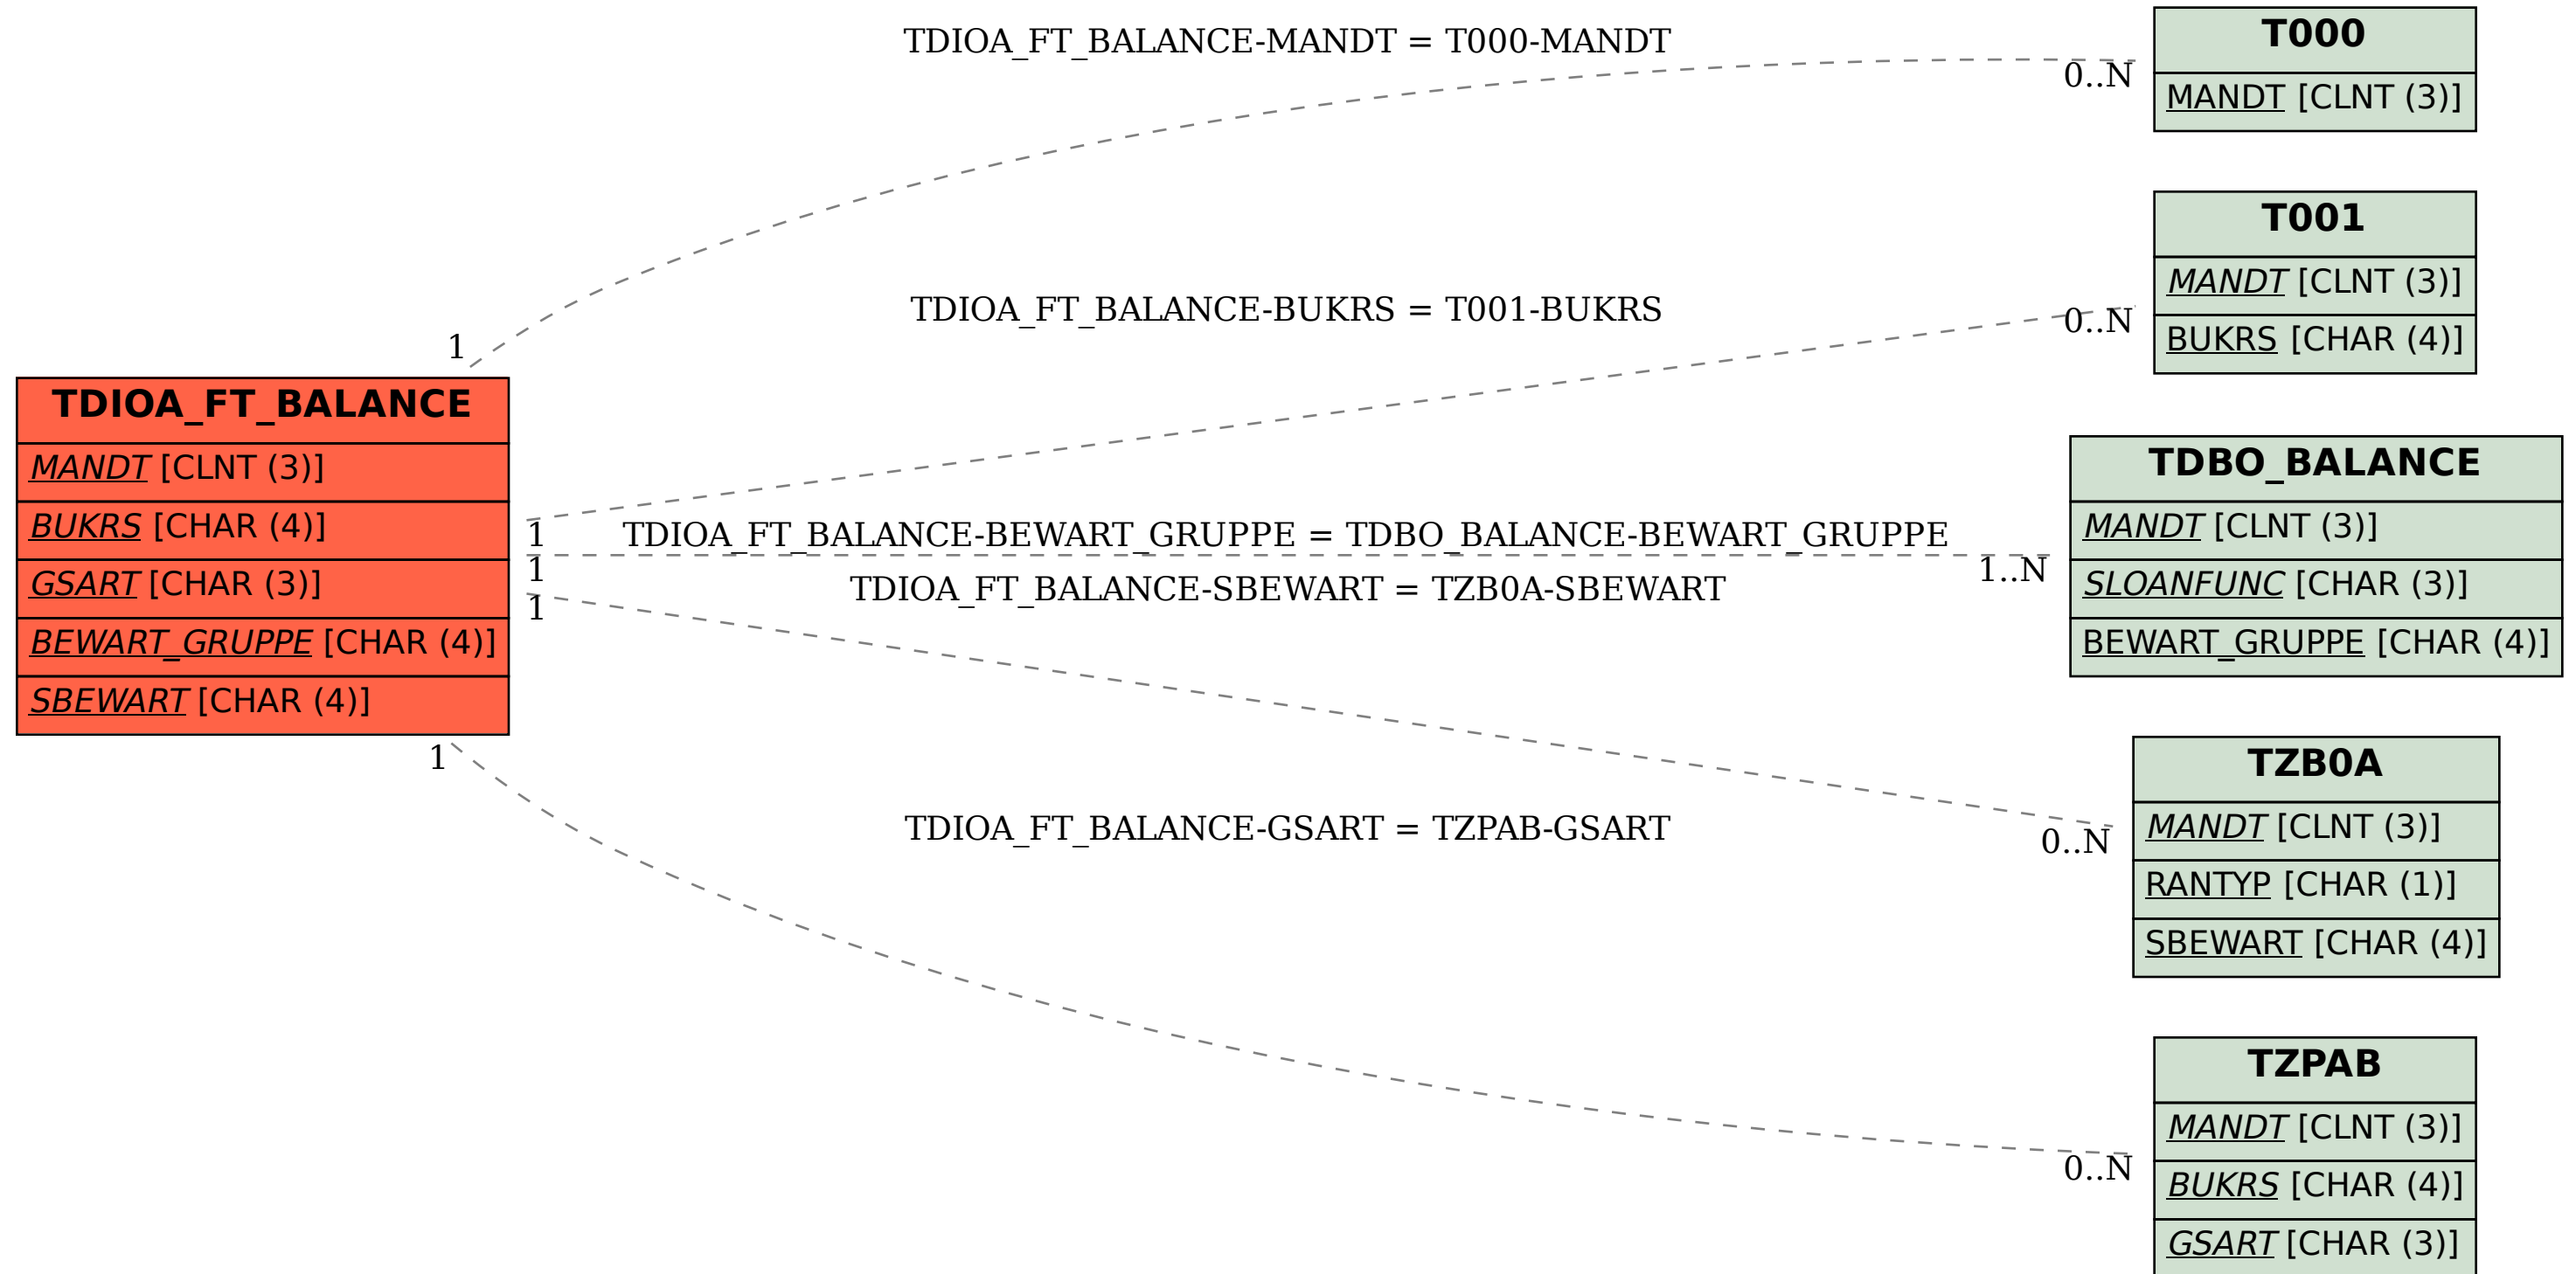 TDIOA_FT_BALANCE-MANDT = T000-MANDT
0..N
1
T000
MANDT [CLNT (3)]
TDIOA_FT_BALANCE-BUKRS = T001-BUKRS
0..N
1
T001
MANDT [CLNT (3)]
BUKRS [CHAR (4)]
TDIOA_FT_BALANCE
MANDT [CLNT (3)]
BUKRS [CHAR (4)]
GSART [CHAR (3)]
BEWART_GRUPPE [CHAR (4)]
SBEWART [CHAR (4)]
TDIOA_FT_BALANCE-BEWART_GRUPPE = TDBO_BALANCE-BEWART_GRUPPE
1..N
1
TDBO_BALANCE
MANDT [CLNT (3)]
SLOANFUNC [CHAR (3)]
BEWART_GRUPPE [CHAR (4)]
TDIOA_FT_BALANCE-SBEWART = TZB0A-SBEWART
0..N
1
TZB0A
MANDT [CLNT (3)]
RANTYP [CHAR (1)]
SBEWART [CHAR (4)]
TDIOA_FT_BALANCE-GSART = TZPAB-GSART
0..N
1
TZPAB
MANDT [CLNT (3)]
BUKRS [CHAR (4)]
GSART [CHAR (3)]